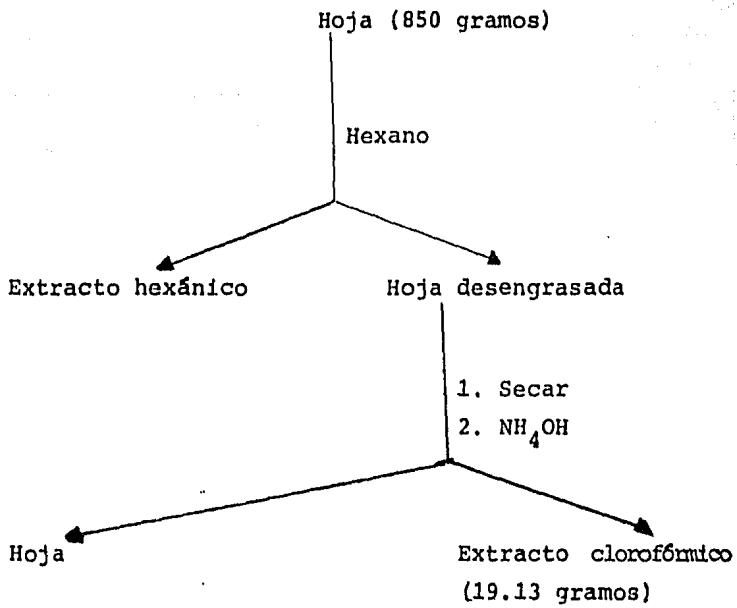 Hoja (850 gramos)
Hexano
Extracto hexánico
Hoja desengrasada
1. Secar
2. NH₄OH
Hoja
Extracto clorofórmico
(19.13 gramos)